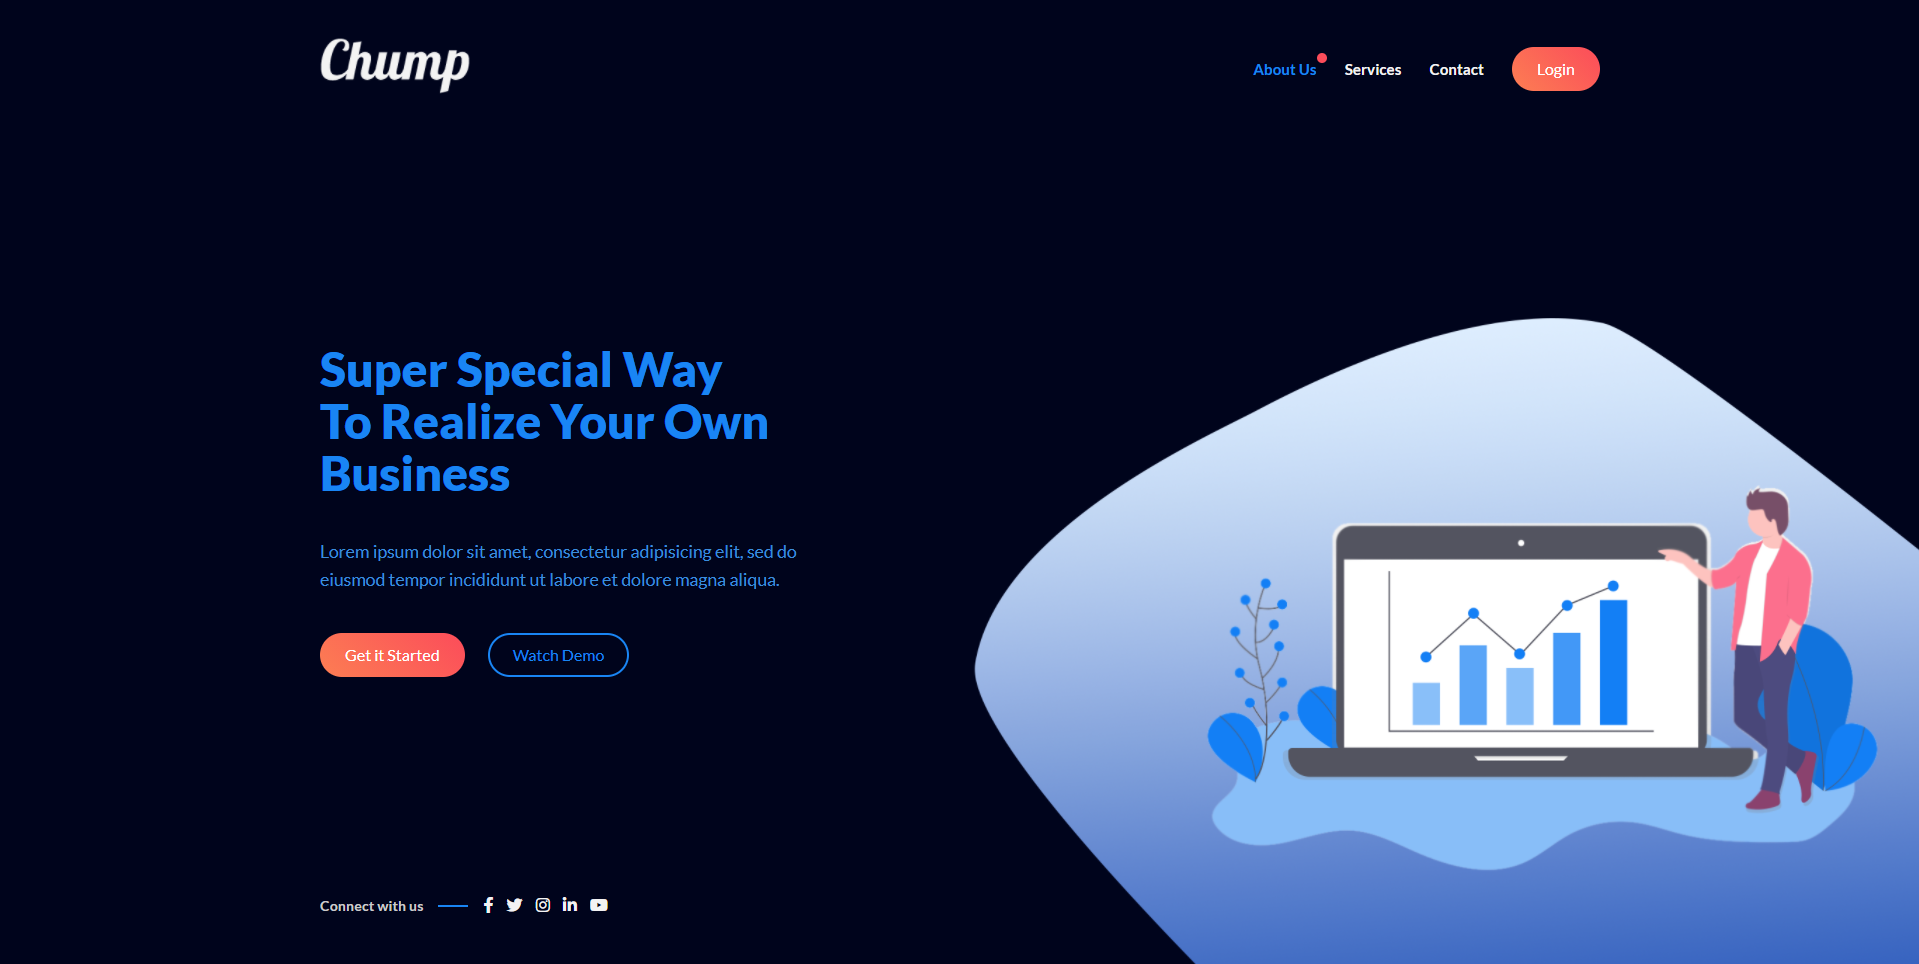 Chump
About Us
Services
Contact
Login
Super Special Way
To Realize Your Own
Business
Lorem ipsum dolor sit amet, consectetur adipisicing elit, sed do
eiusmod tempor incididunt ut labore et dolore magna aliqua.
Get it Started
Watch Demo
Connect with us